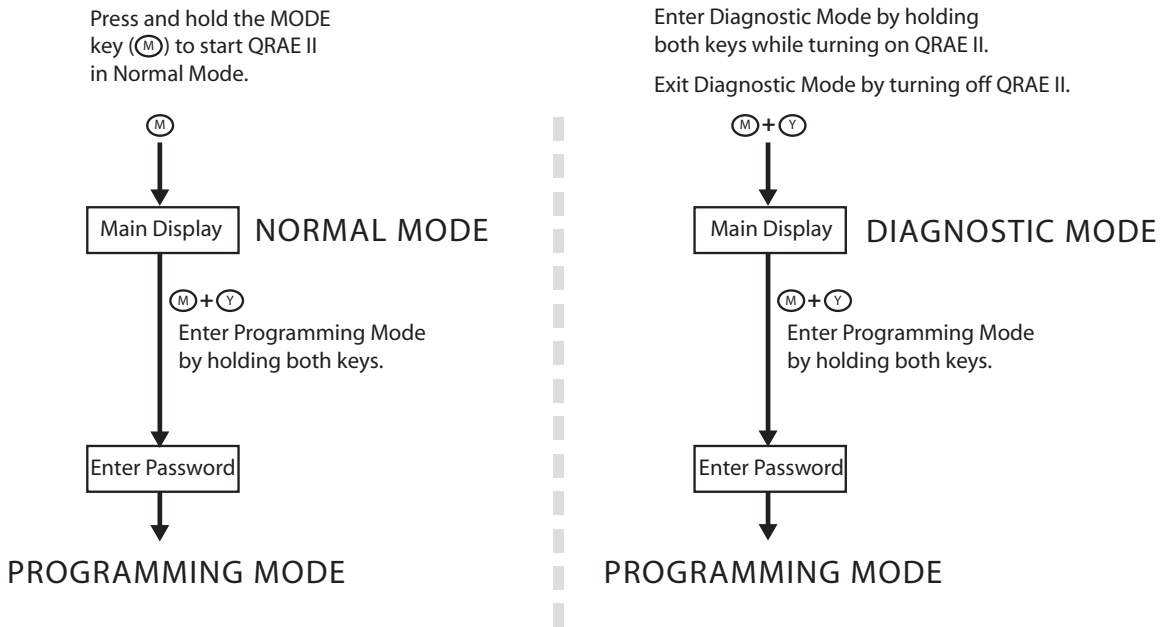 Press and hold the MODE
key (Ⓜ) to start QRAE II
in Normal Mode.
M
Main Display
NORMAL MODE
M+Y
Enter Programming Mode
by holding both keys.
Enter Password
PROGRAMMING MODE
Enter Diagnostic Mode by holding
both keys while turning on QRAE II.
Exit Diagnostic Mode by turning off QRAE II.
M+Y
Main Display
DIAGNOSTIC MODE
M+Y
Enter Programming Mode
by holding both keys.
Enter Password
PROGRAMMING MODE